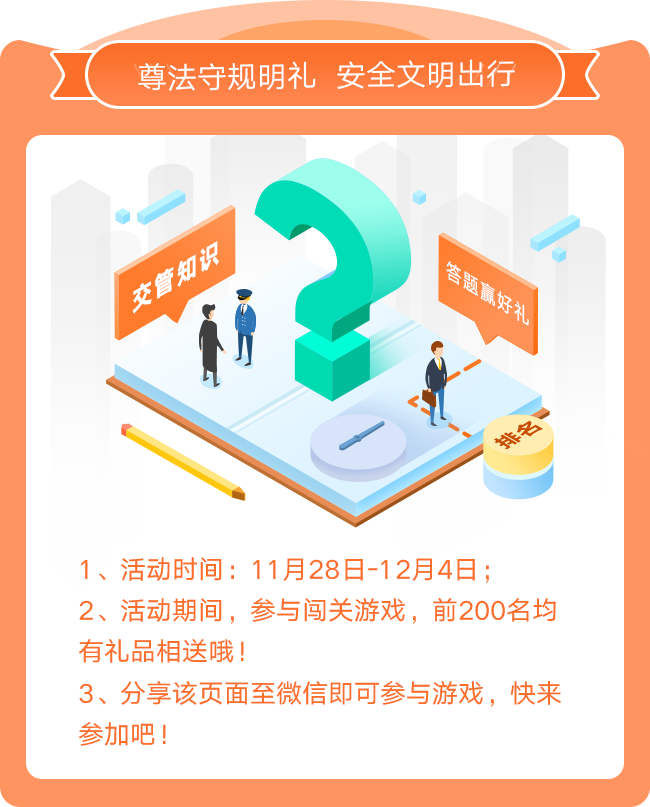 尊法守规明礼 安全文明出行
交管知识
答题赢好礼
排名
1、活动时间：11月28日-12月4日；
2、活动期间，参与闯关游戏，前200名均
有礼品相送哦！
3、分享该页面至微信即可参与游戏，快来
参加吧！